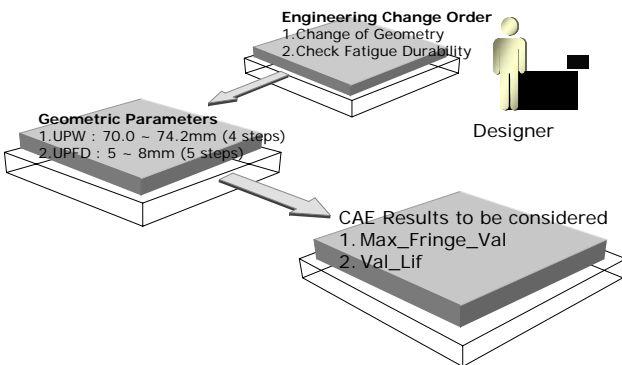 Engineering Change Order
1.Change of Geometry
2.Check Fatigue Durability
Designer
Geometric Parameters
1.UPW : 70.0 ~ 74.2mm (4 steps)
2.UPFD : 5 ~ 8mm (5 steps)
CAE Results to be considered
1. Max_Fringe_Val
2. Val_Lif